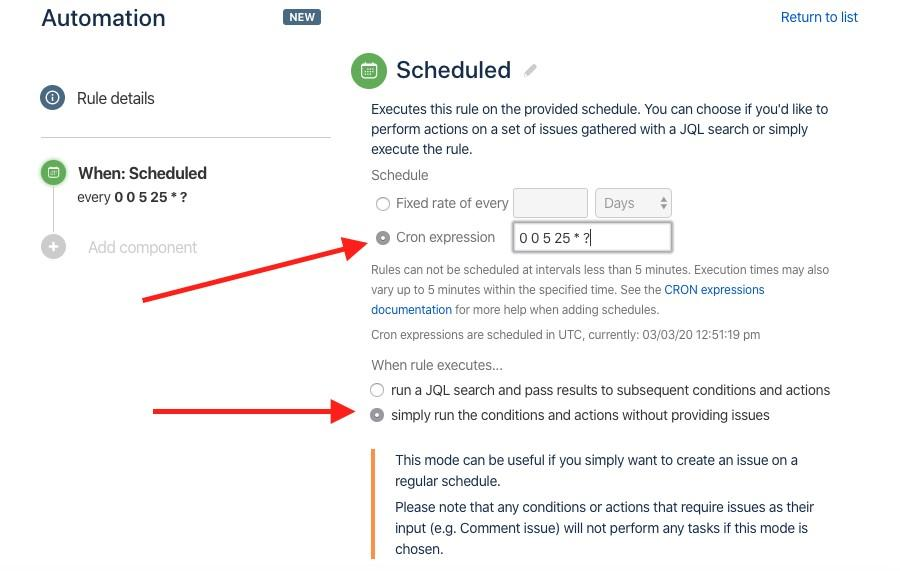 Automation
NEW
Return to list
Rule details
When: Scheduled
every 0 0 5 25 * ?
Add component
Scheduled
Executes this rule on the provided schedule. You can choose if you'd like to
perform actions on a set of issues gathered with a JQL search or simply
execute the rule.
Schedule
Fixed rate of every
Days
Cron expression
0 0 5 25 * ?
Rules can not be scheduled at intervals less than 5 minutes. Execution times may also
vary up to 5 minutes within the specified time. See the CRON expressions
documentation for more help when adding schedules.
Cron expressions are scheduled in UTC, currently: 03/03/20 12:51:19 pm
When rule executes...
run a JQL search and pass results to subsequent conditions and actions
simply run the conditions and actions without providing issues
This mode can be useful if you simply want to create an issue on a
regular schedule.
Please note that any conditions or actions that require issues as their
input (e.g. Comment issue) will not perform any tasks if this mode is
chosen.